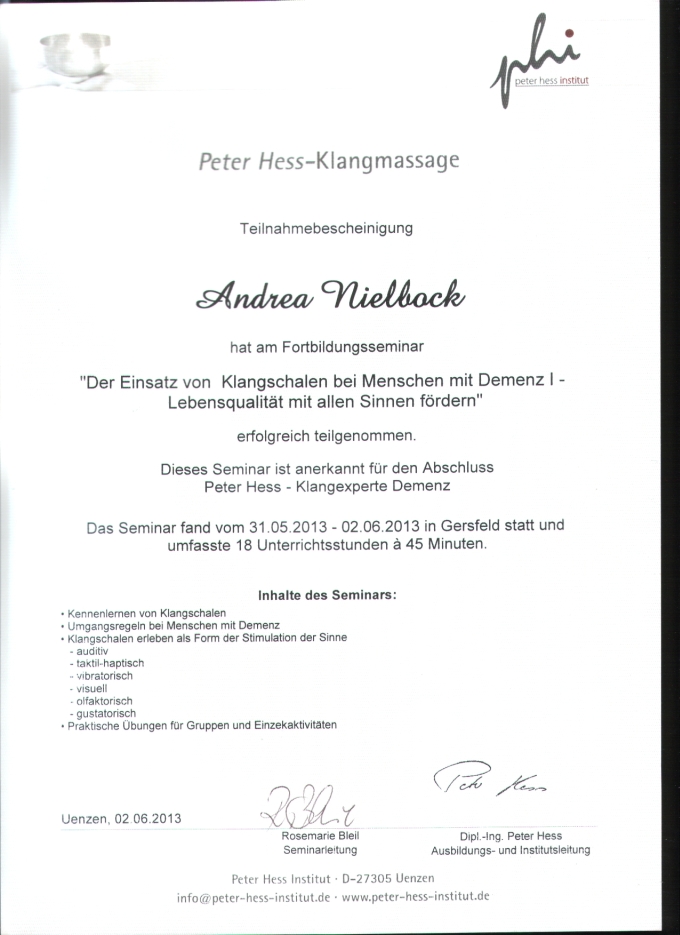 phi
peter hess institut
Peter Hess-Klangmassage
Teilnahmebescheinigung
Andrea Nielbock
hat am Fortbildungsseminar
"Der Einsatz von  Klangschalen bei Menschen mit Demenz I -
Lebensqualität mit allen Sinnen fördern"
erfolgreich teilgenommen.
Dieses Seminar ist anerkannt für den Abschluss
Peter Hess - Klangexperte Demenz
Das Seminar fand vom 31.05.2013 - 02.06.2013 in Gersfeld statt und
umfasste 18 Unterrichtsstunden à 45 Minuten.
Inhalte des Seminars:
• Kennenlernen von Klangschalen
• Umgangsregeln bei Menschen mit Demenz
• Klangschalen erleben als Form der Stimulation der Sinne
- auditiv
- taktil-haptisch
- vibratorisch
- visuell
- olfaktorisch
- gustatorisch
• Praktische Übungen für Gruppen und Einzekaktivitäten
R Bleil
Peter Hess
Uenzen, 02.06.2013
Rosemarie Bleil
Seminarleitung
Dipl.-Ing. Peter Hess
Ausbildungs- und Institutsleitung
Peter Hess Institut · D-27305 Uenzen
info@peter-hess-institut.de · www.peter-hess-institut.de